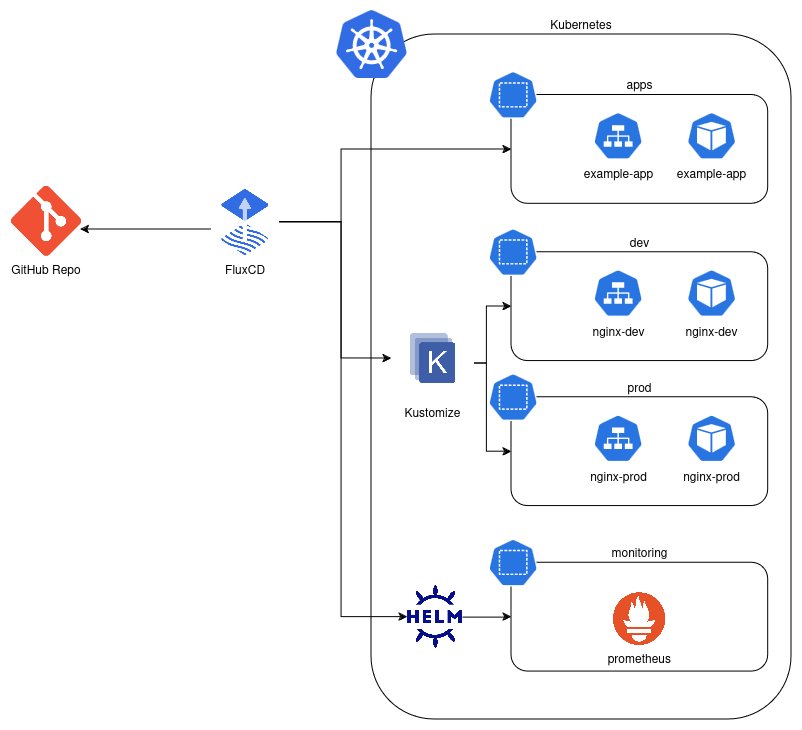 Kubernetes
apps
example-app
example-app
GitHub Repo
FluxCD
dev
nginx-dev
nginx-dev
K
Kustomize
prod
nginx-prod
nginx-prod
monitoring
HELM
prometheus